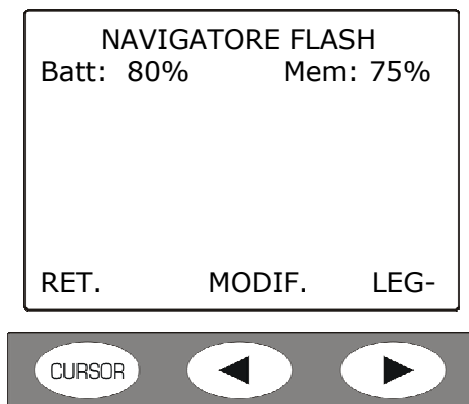 NAVIGATORE FLASH
Batt: 80% Mem: 75%
RET. MODIF. LEG-
CURSOR